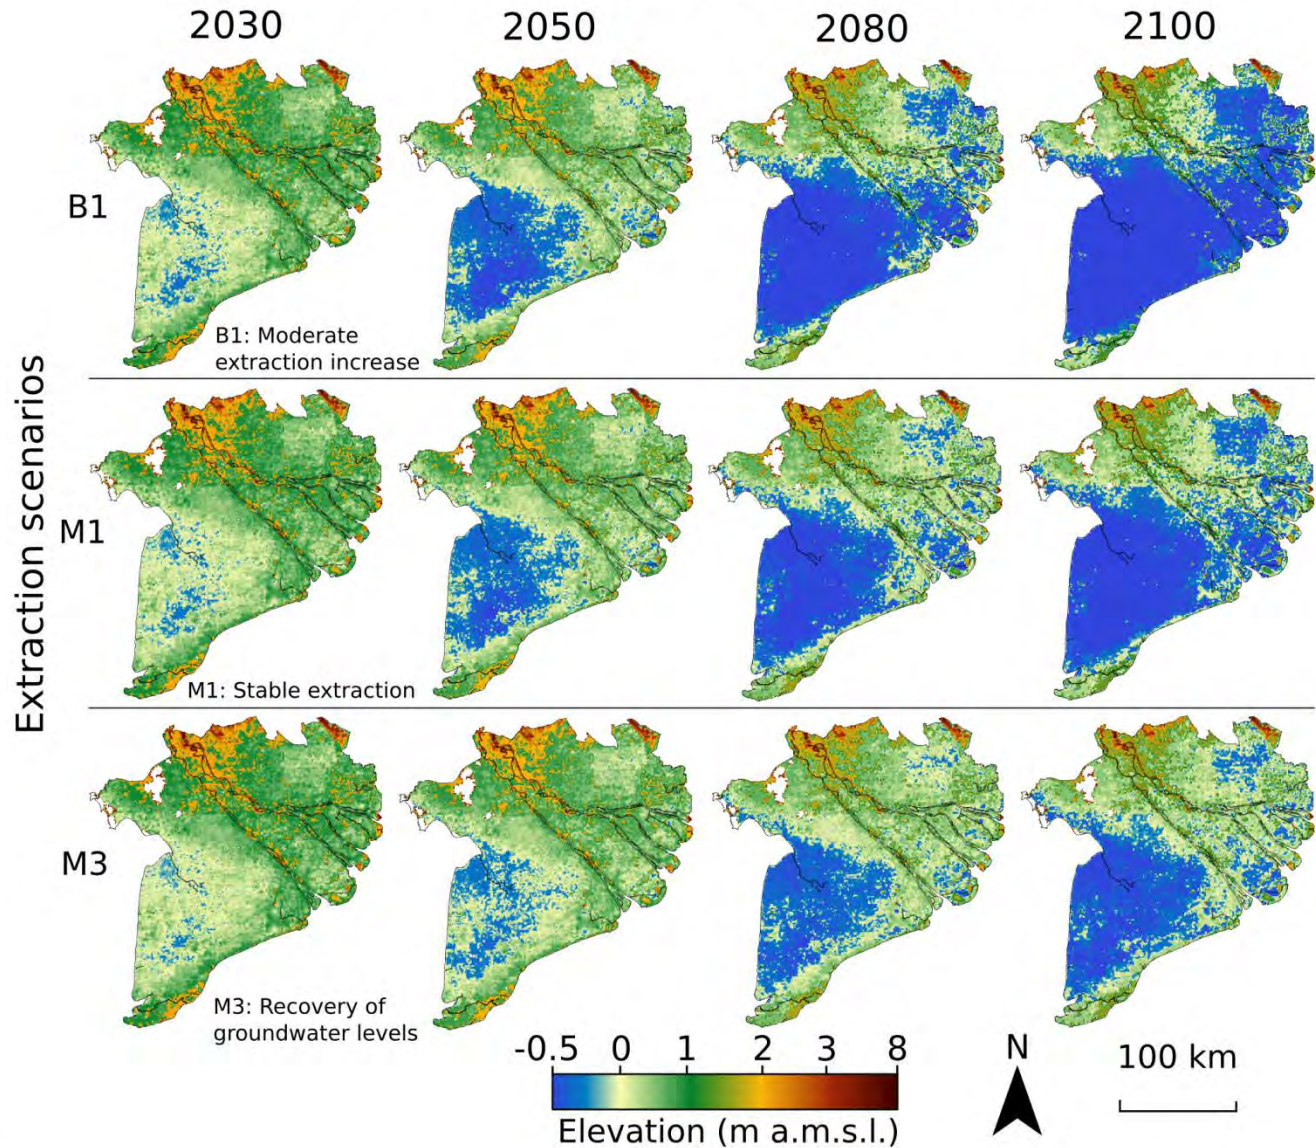 2030 2050 2080 2100
B1
B1: Moderate
extraction increase
Extraction scenarios
M1
M1: Stable extraction
M3
M3: Recovery of
groundwater levels
-0.5 0 1 2 3 8
Elevation (m a.m.s.l.)
N
100 km